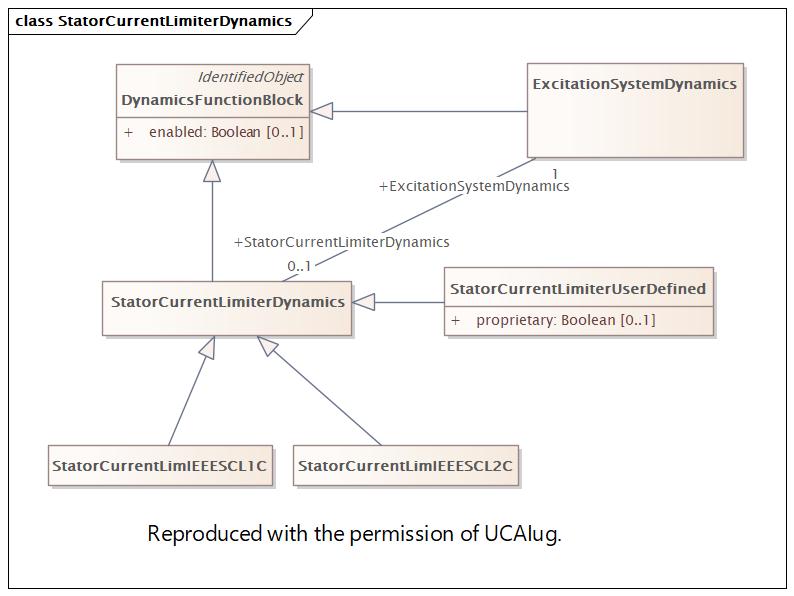 class StatorCurrentLimiterDynamics
IdentifiedObject
DynamicsFunctionBlock
+ enabled: Boolean [0..1]
ExcitationSystemDynamics
1
+ExcitationSystemDynamics
+StatorCurrentLimiterDynamics
0..1
StatorCurrentLimiterDynamics
StatorCurrentLimiterUserDefined
+ proprietary: Boolean [0..1]
StatorCurrentLimIEEESCL1C
StatorCurrentLimIEEESCL2C
Reproduced with the permission of UCAIug.